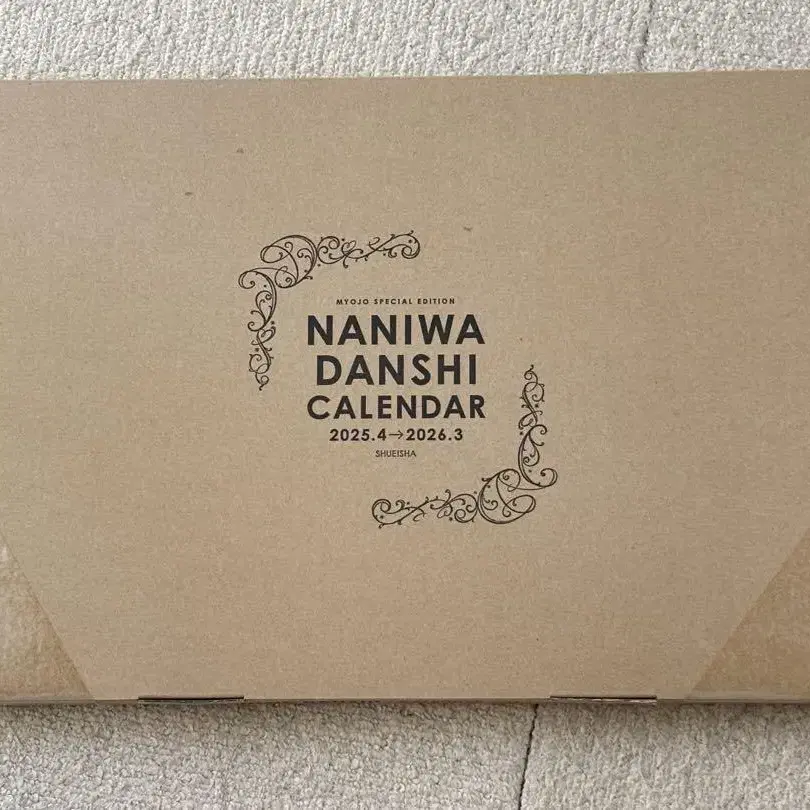 MYOJO SPECIAL EDITION
NANIWA
DANSHI
CALENDAR
2025.4→2026.3
SHUEISHA